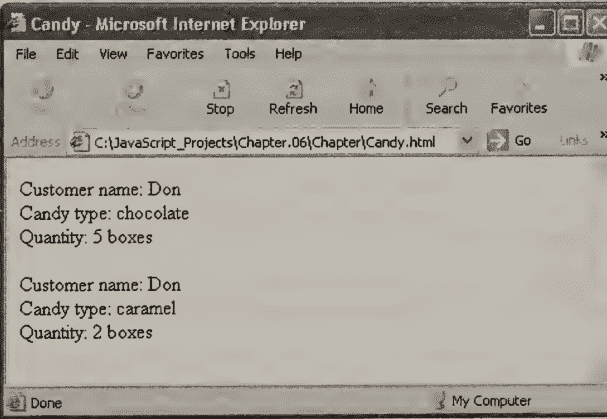 Candy - Microsoft Internet Explorer
File Edit View Favorites Tools Help
Stop Refresh Home Search Favorites »
Address C:\JavaScript_Projects\Chapter.06\Chapter\Candy.html Go Links »
Customer name: Don
Candy type: chocolate
Quantity: 5 boxes
Customer name: Don
Candy type: caramel
Quantity: 2 boxes
Done My Computer